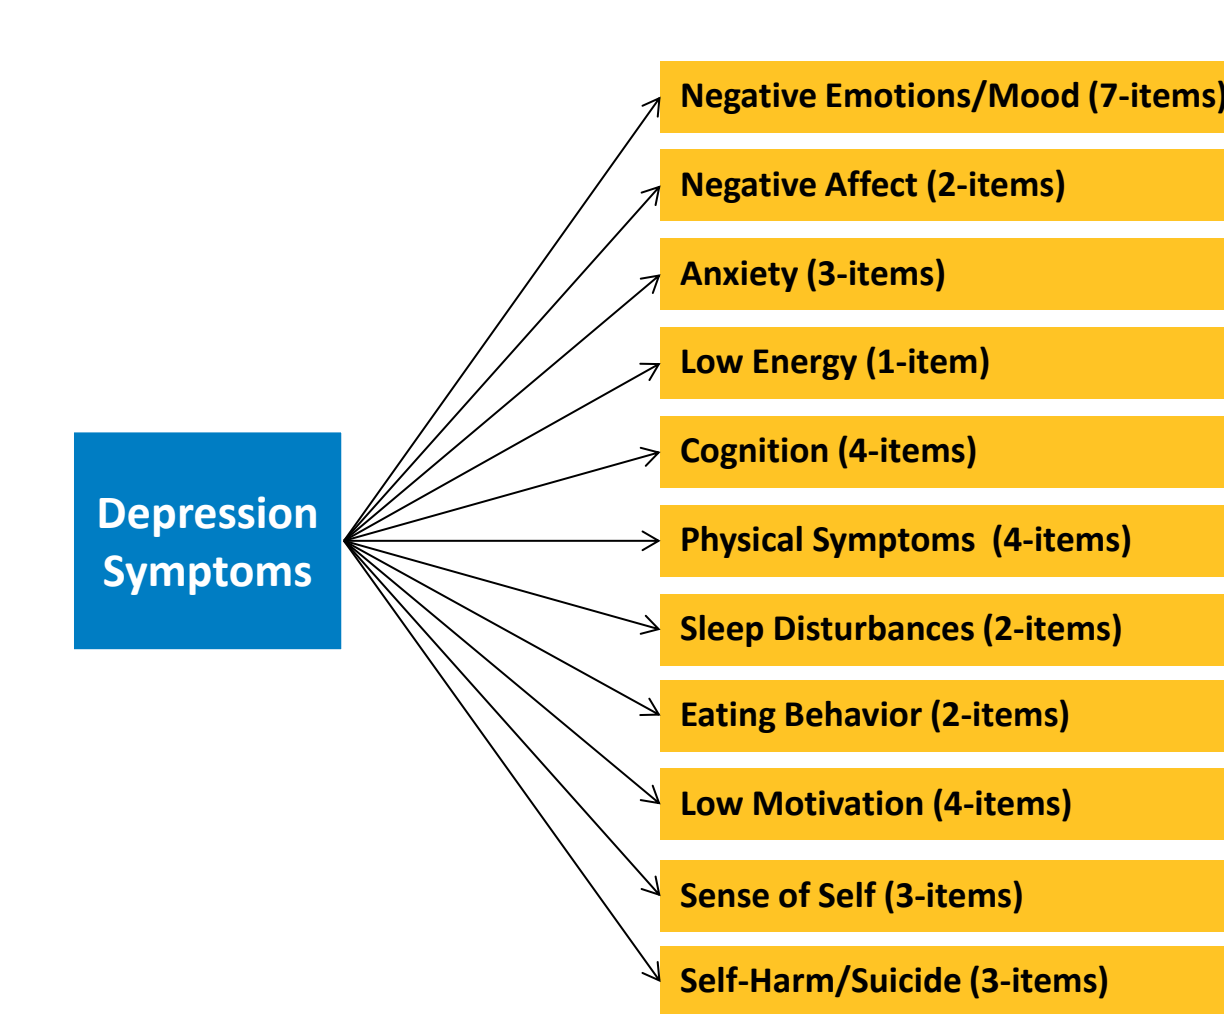 Negative Emotions/Mood (7-items)
Negative Affect (2-items)
Anxiety (3-items)
Low Energy (1-item)
Cognition (4-items)
Depression
Symptoms
Physical Symptoms  (4-items)
Sleep Disturbances (2-items)
Eating Behavior (2-items)
Low Motivation (4-items)
Sense of Self (3-items)
Self-Harm/Suicide (3-items)